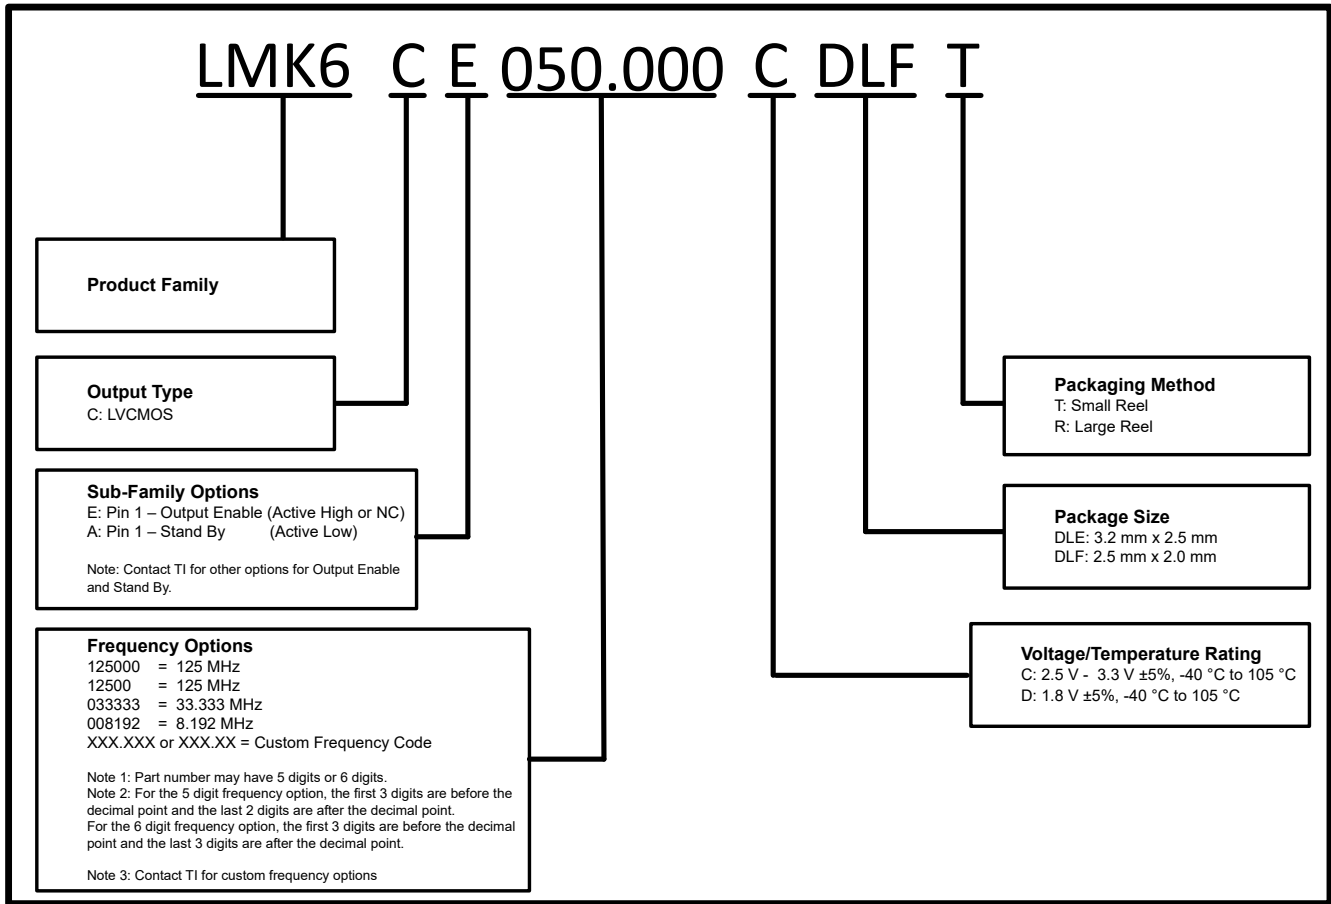 LMK6 C E 050.000 C DLF T
Product Family
Output Type
C: LVCMOS
Sub-Family Options
E: Pin 1 – Output Enable (Active High or NC)
A: Pin 1 – Stand By (Active Low)
Note: Contact TI for other options for Output Enable
and Stand By.
Frequency Options
125000 = 125 MHz
12500 = 125 MHz
033333 = 33.333 MHz
008192 = 8.192 MHz
XXX.XXX or XXX.XX = Custom Frequency Code
Note 1: Part number may have 5 digits or 6 digits.
Note 2: For the 5 digit frequency option, the first 3 digits are before the
decimal point and the last 2 digits are after the decimal point.
For the 6 digit frequency option, the first 3 digits are before the decimal
point and the last 3 digits are after the decimal point.
Note 3: Contact TI for custom frequency options
Packaging Method
T: Small Reel
R: Large Reel
Package Size
DLE: 3.2 mm x 2.5 mm
DLF: 2.5 mm x 2.0 mm
Voltage/Temperature Rating
C: 2.5 V - 3.3 V ±5%, -40 °C to 105 °C
D: 1.8 V ±5%, -40 °C to 105 °C